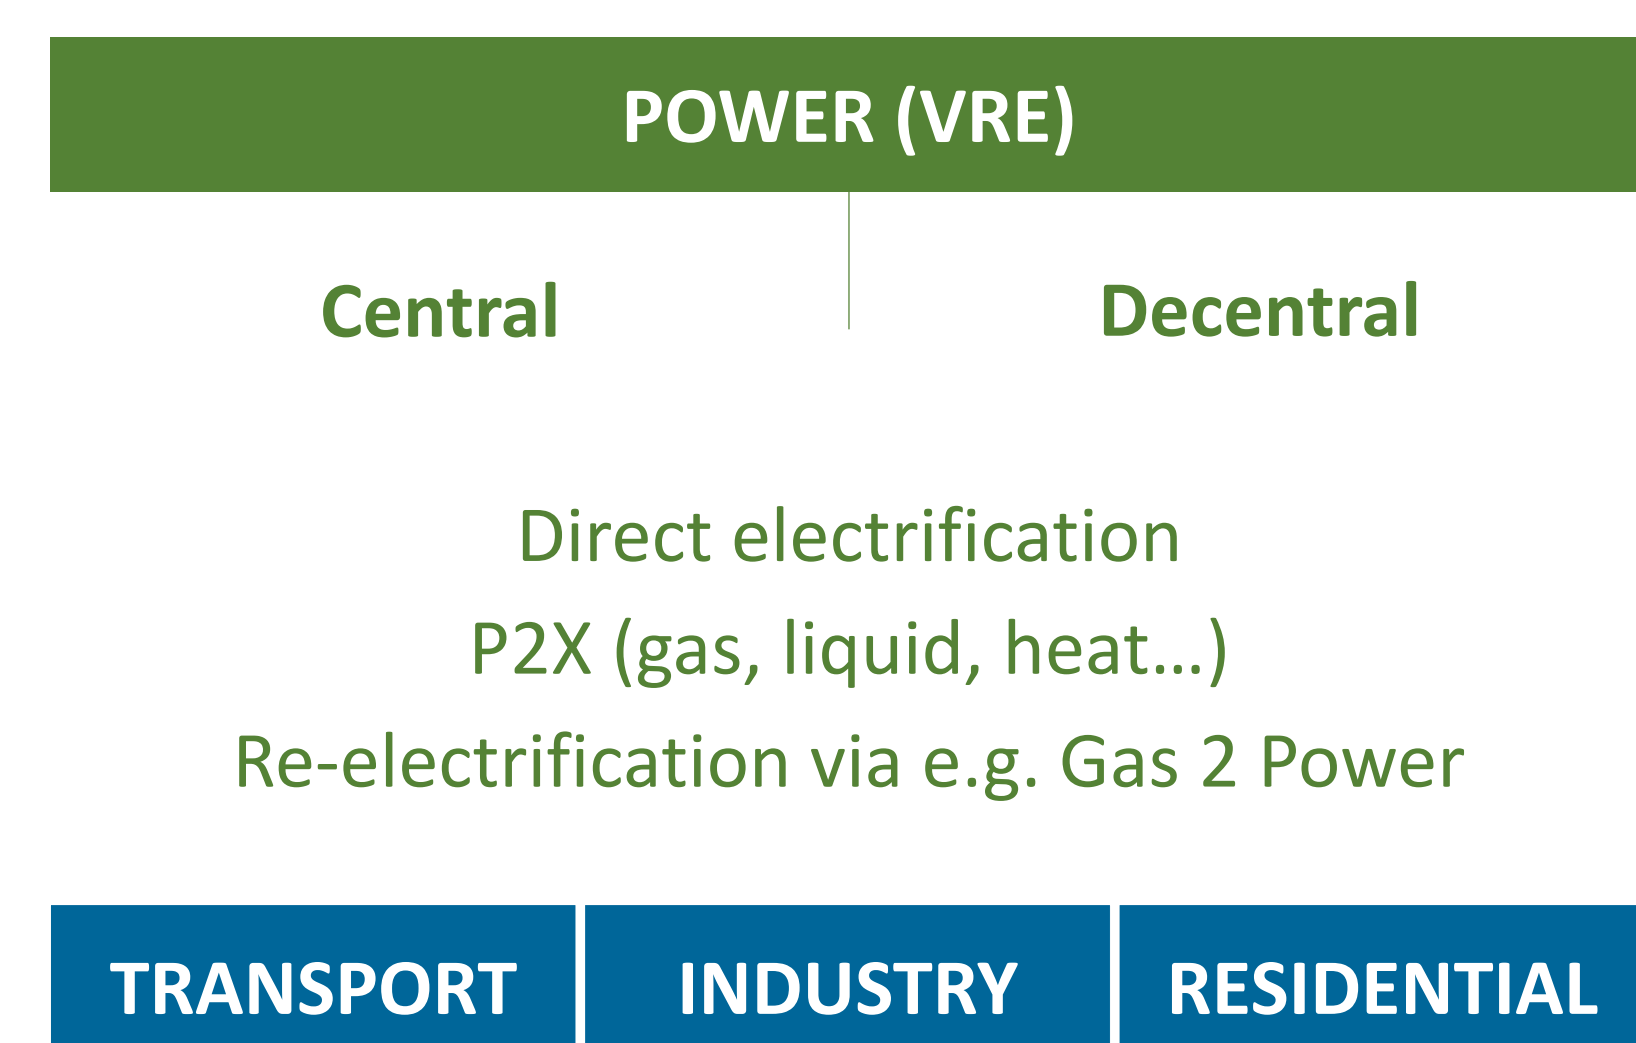 POWER (VRE)
Central
Decentral
Direct electrification
P2X (gas, liquid, heat…)
Re-electrification via e.g. Gas 2 Power
TRANSPORT
INDUSTRY
RESIDENTIAL